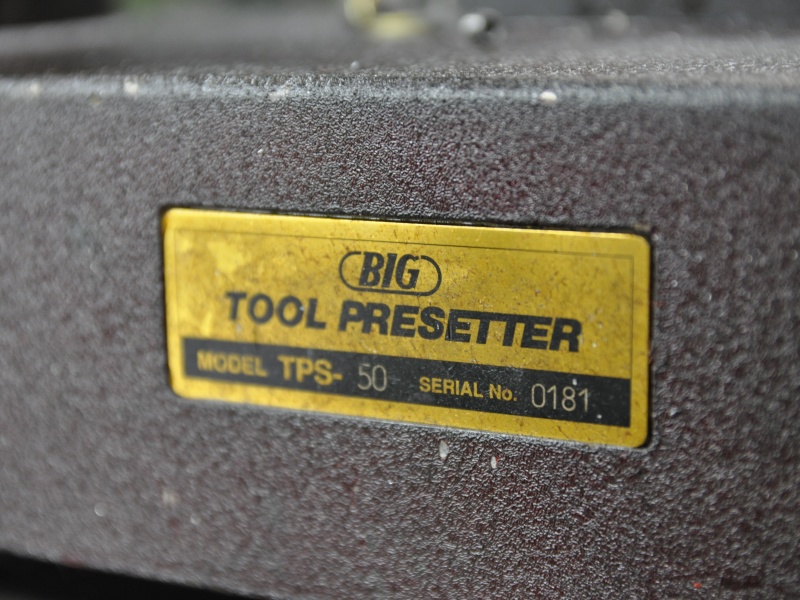 BIG
TOOL PRESETTER
MODEL TPS- 50 SERIAL No. 0181